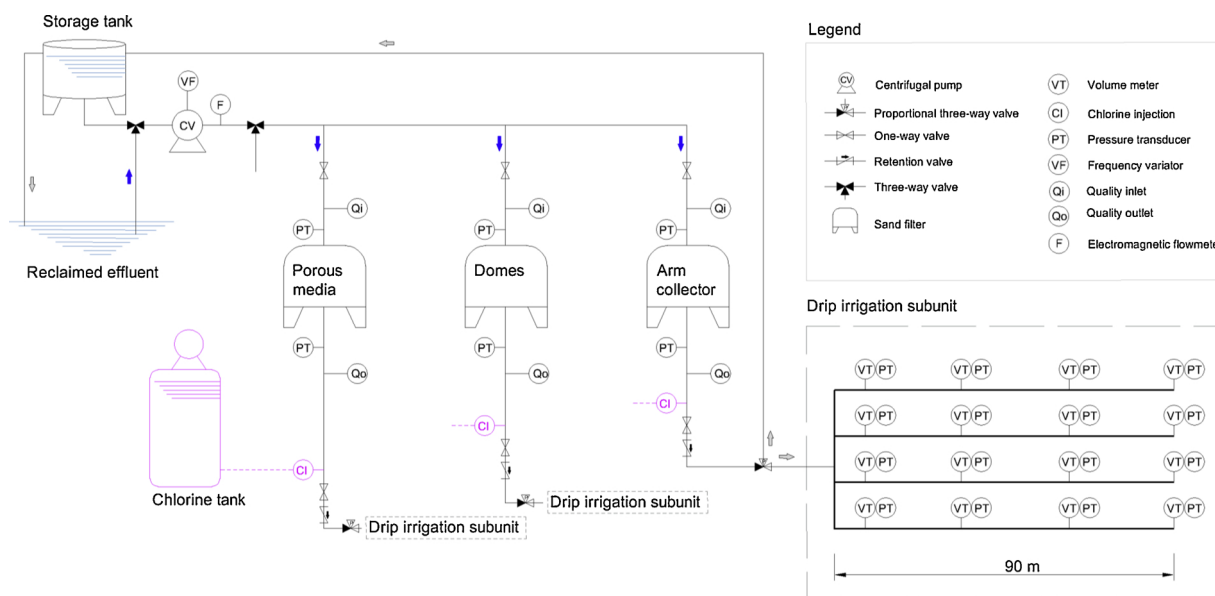 Storage tank
VF
F
CV
Reclaimed effluent
Qi
Qi
Qi
PT
PT
PT
Porous
media
Domes
Arm
collector
PT
PT
PT
Qo
Qo
Qo
CI
CI
CI
Chlorine tank
Drip irrigation subunit
Drip irrigation subunit
Legend
CV Centrifugal pump
Proportional three-way valve
One-way valve
Retention valve
Three-way valve
Sand filter
VT Volume meter
CI Chlorine injection
PT Pressure transducer
VF Frequency variator
Qi Quality inlet
Qo Quality outlet
F Electromagnetic flowmete
Drip irrigation subunit
VT PT VT PT VT PT VT PT
VT PT VT PT VT PT VT PT
VT PT VT PT VT PT VT PT
VT PT VT PT VT PT VT PT
90 m